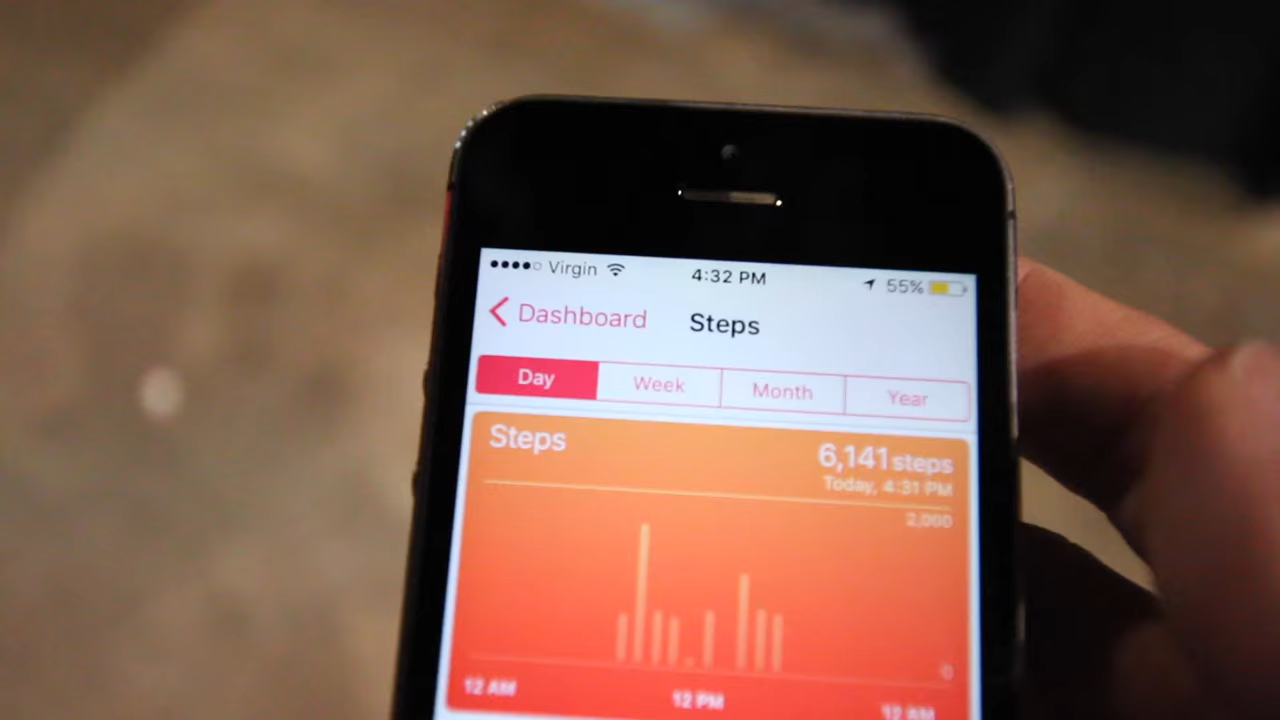 Virgin 4:32 PM 55%
Dashboard Steps
Day Week Month Year
Steps 6,141 steps
Today, 4:31 PM
2,000
0
12 AM 12 PM 12 AM